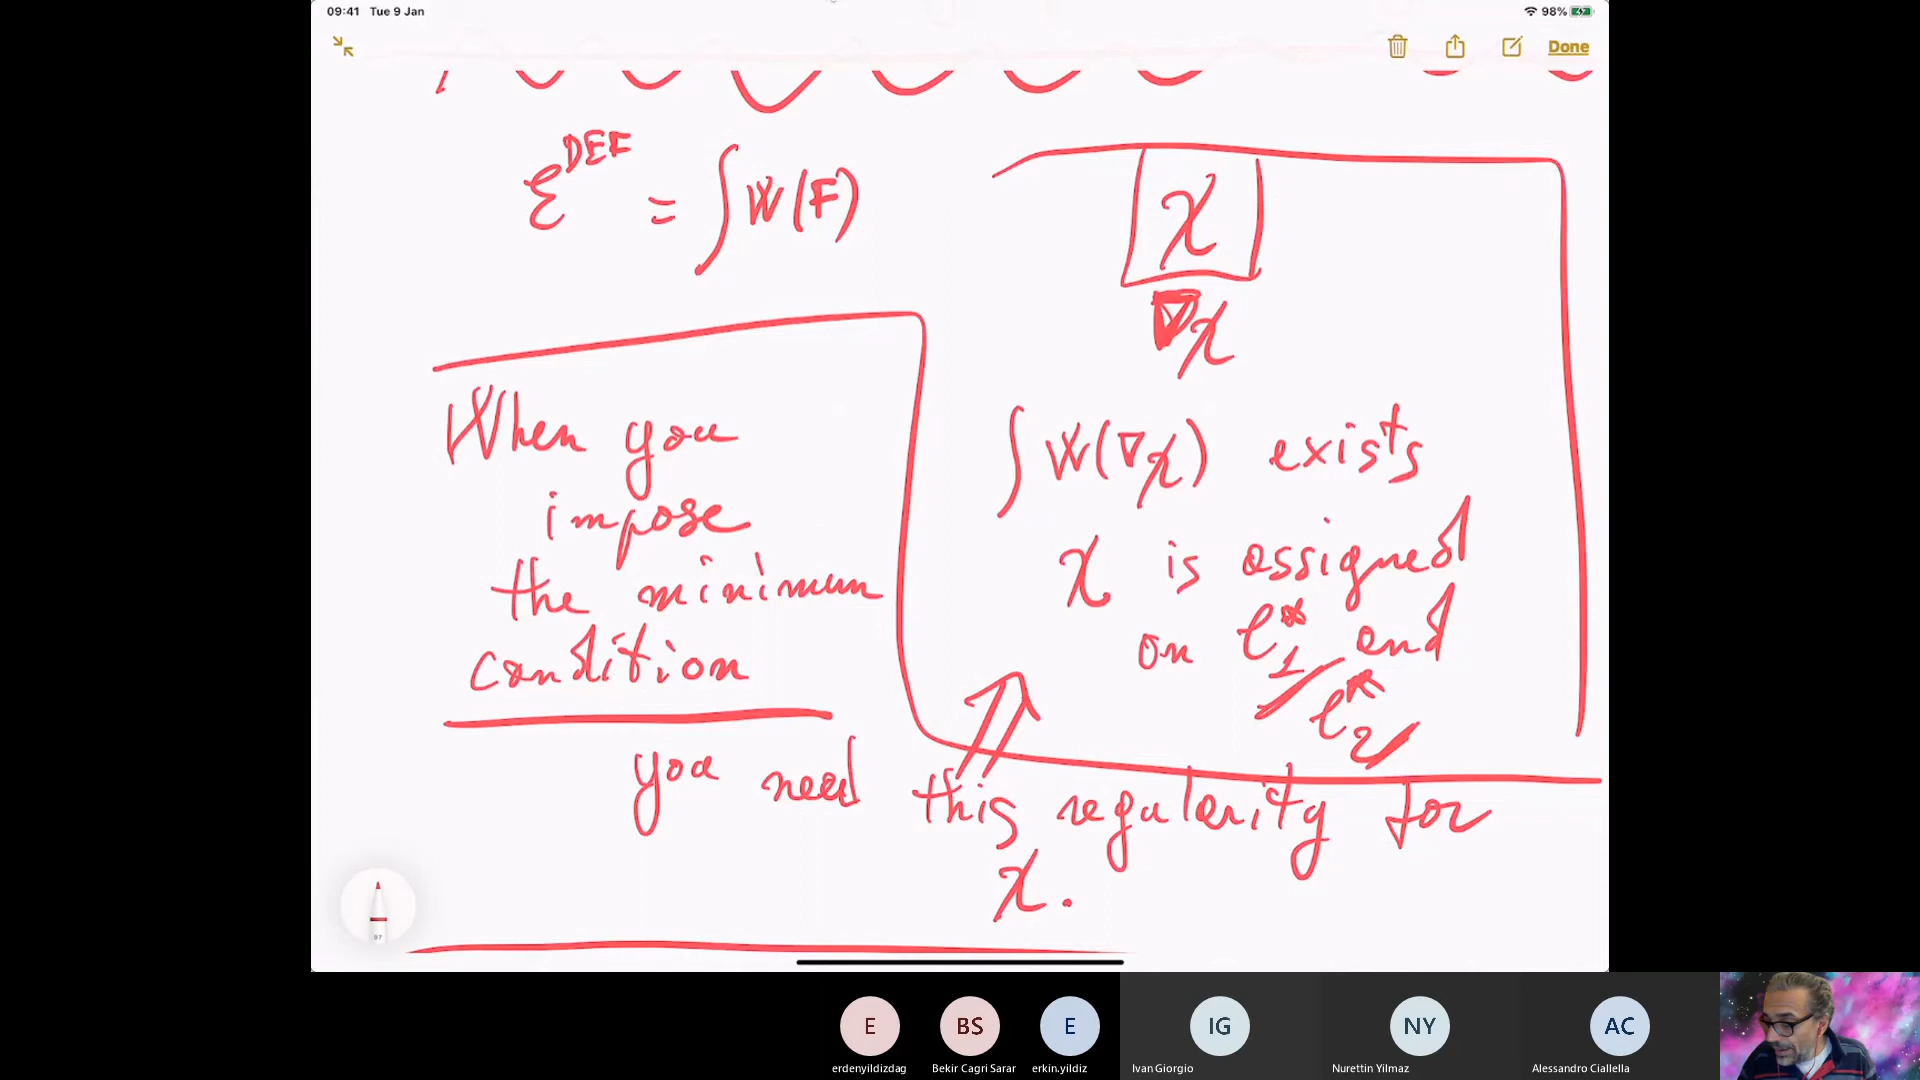 09:41 Tue 9 Jan
98%
Done
ℰ^DEF = ∫ W(F)
χ
∇χ
When you
impose
the minimum
condition
∫ W(∇χ) exists
χ is assigned
on ℓ₁* and
ℓ₂*
you need this regularity for
χ.
97
E
BS
E
IG
NY
AC
erdenyildizdag
Bekir Cagri Sarar
erkin.yildiz
Ivan Giorgio
Nurettin Yilmaz
Alessandro Ciallella